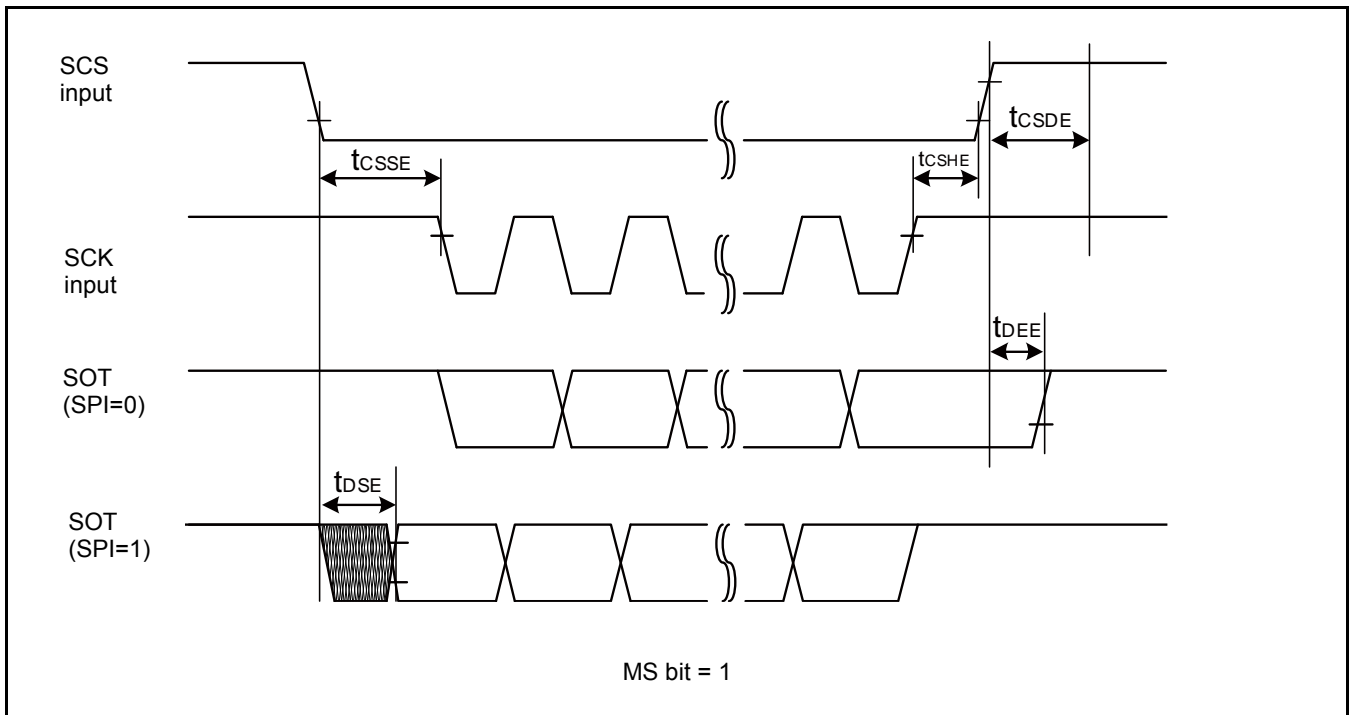 SCS
input
tCSDE
tCSSE
tCSHE
SCK
input
tDEE
SOT
(SPI=0)
tDSE
SOT
(SPI=1)
MS bit = 1